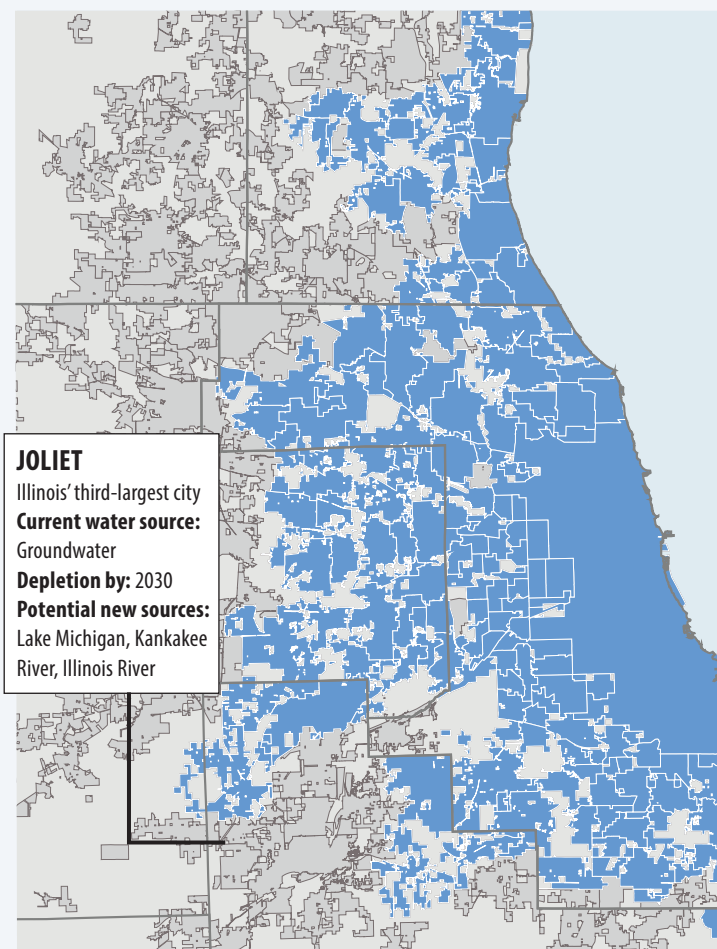 JOLIET
Illinois’ third-largest city
Current water source:
Groundwater
Depletion by: 2030
Potential new sources:
Lake Michigan, Kankakee
River, Illinois River